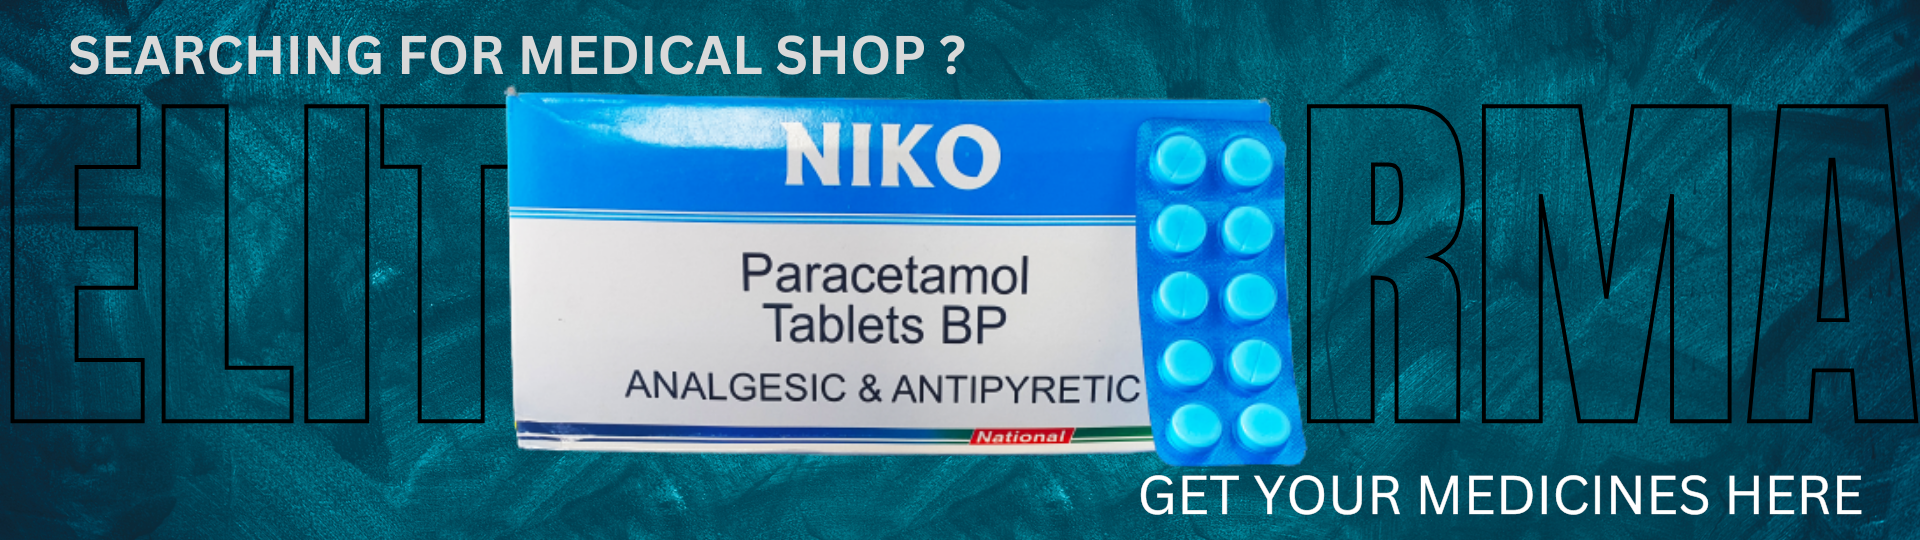 SEARCHING FOR MEDICAL SHOP ?
ELIT
RMA
NIKO
Paracetamol
Tablets BP
ANALGESIC & ANTIPYRETIC
National
GET YOUR MEDICINES HERE